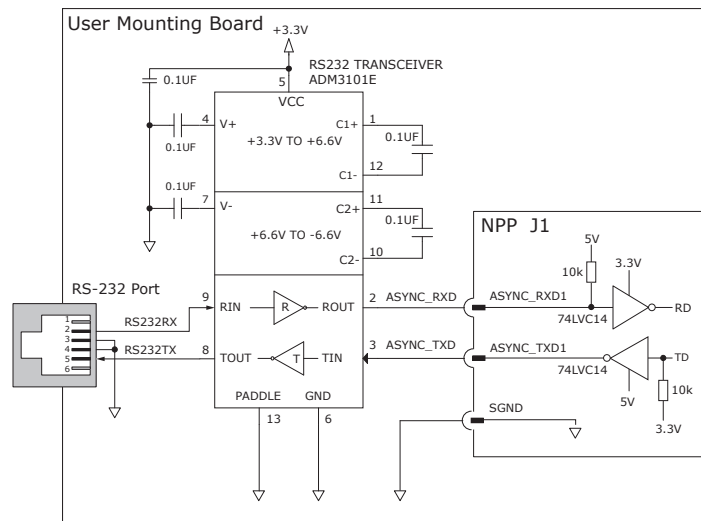 User Mounting Board
+3.3V
RS232 TRANSCEIVER
ADM3101E
0.1UF
5
VCC
4
V+
0.1UF
+3.3V TO +6.6V
C1+
1
0.1UF
12
C1-
0.1UF
7
V-
+6.6V TO -6.6V
C2+
11
0.1UF
10
C2-
NPP J1
5V
10k
3.3V
RS-232 Port
1
2
3
4
5
6
RS232RX
9
RIN
R
ROUT
2
ASYNC_RXD
ASYNC_RXD1
74LVC14
RD
RS232TX
8
TOUT
T
TIN
3
ASYNC_TXD
ASYNC_TXD1
74LVC14
TD
5V
10k
3.3V
PADDLE
GND
13
6
SGND